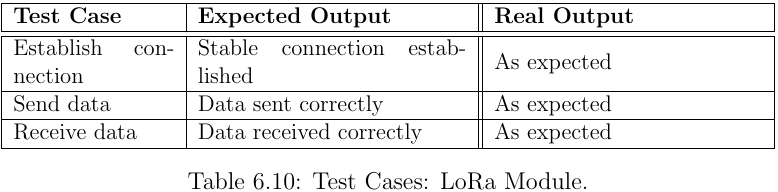 Test Case Expected Output Real Output
Establish con- Stable connection estab-
nection lished As expected
Send data Data sent correctly As expected
Receive data Data received correctly As expected
Table 6.10: Test Cases: LoRa Module.